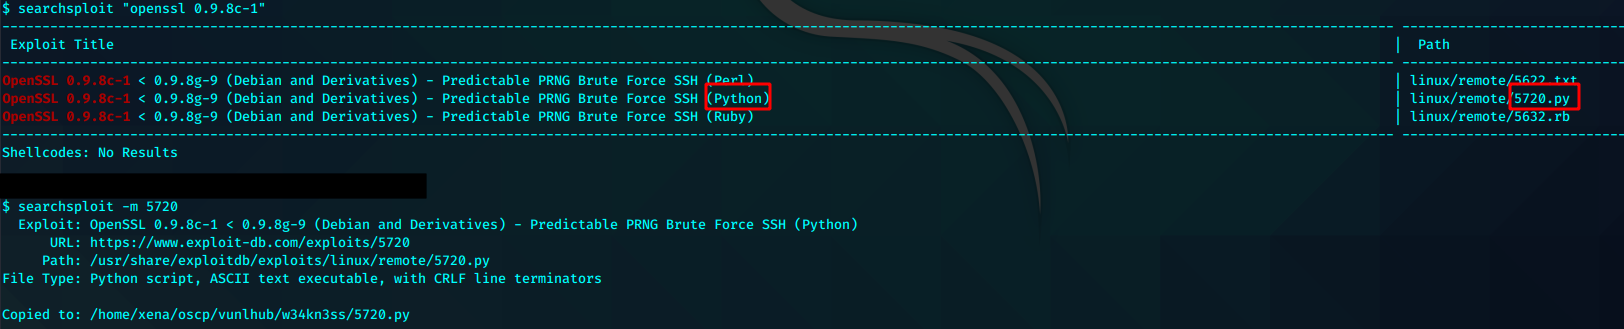 $ searchsploit "openssl 0.9.8c-1"
Exploit Title | Path
OpenSSL 0.9.8c-1 < 0.9.8g-9 (Debian and Derivatives) - Predictable PRNG Brute Force SSH (Perl) | linux/remote/5622.txt
OpenSSL 0.9.8c-1 < 0.9.8g-9 (Debian and Derivatives) - Predictable PRNG Brute Force SSH (Python) | linux/remote/5720.py
OpenSSL 0.9.8c-1 < 0.9.8g-9 (Debian and Derivatives) - Predictable PRNG Brute Force SSH (Ruby) | linux/remote/5632.rb
Shellcodes: No Results
$ searchsploit -m 5720
Exploit: OpenSSL 0.9.8c-1 < 0.9.8g-9 (Debian and Derivatives) - Predictable PRNG Brute Force SSH (Python)
URL: https://www.exploit-db.com/exploits/5720
Path: /usr/share/exploitdb/exploits/linux/remote/5720.py
File Type: Python script, ASCII text executable, with CRLF line terminators
Copied to: /home/xena/oscp/vunlhub/w34kn3ss/5720.py